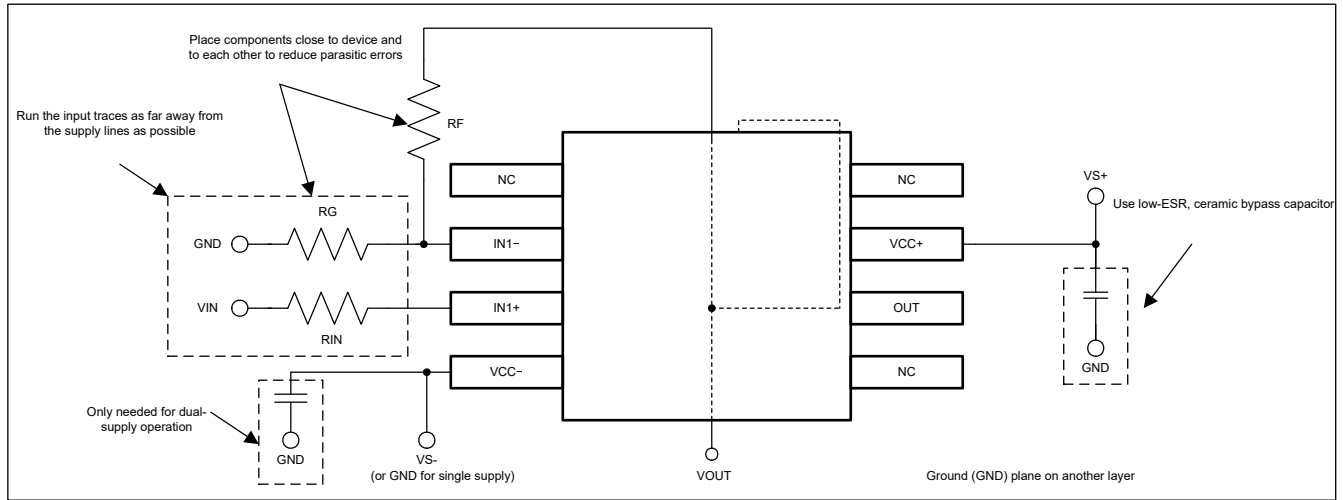 Place components close to device and
to each other to reduce parasitic errors
Run the input traces as far away from
the supply lines as possible
RF
NC
NC
VS+
Use low-ESR, ceramic bypass capacitor
RG
GND
IN1−
VCC+
VIN
IN1+
OUT
RIN
GND
VCC−
NC
Only needed for dual-
supply operation
GND
VS-
(or GND for single supply)
VOUT
Ground (GND) plane on another layer